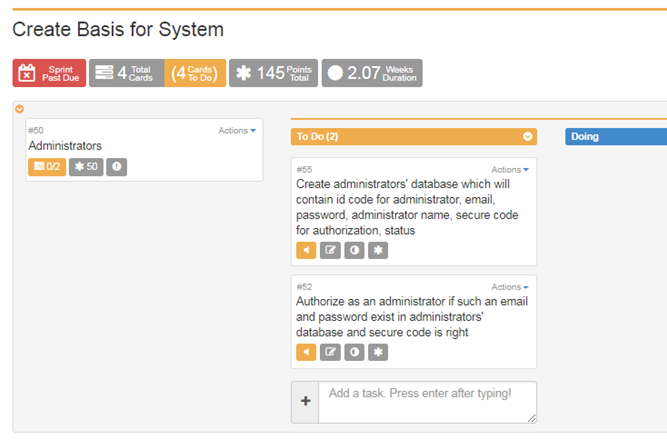 Create Basis for System
Sprint
Past Due
4 Total
Cards
(4 Cards
To Do)
145 Points
Total
2.07 Weeks
Duration
#50
Actions
Administrators
0/2
50
To Do (2)
#55
Actions
Create administrators' database which will
contain id code for administrator, email,
password, administrator name, secure code
for authorization, status
#52
Actions
Authorize as an administrator if such an email
and password exist in administrators'
database and secure code is right
+ Add a task. Press enter after typing!
Doing